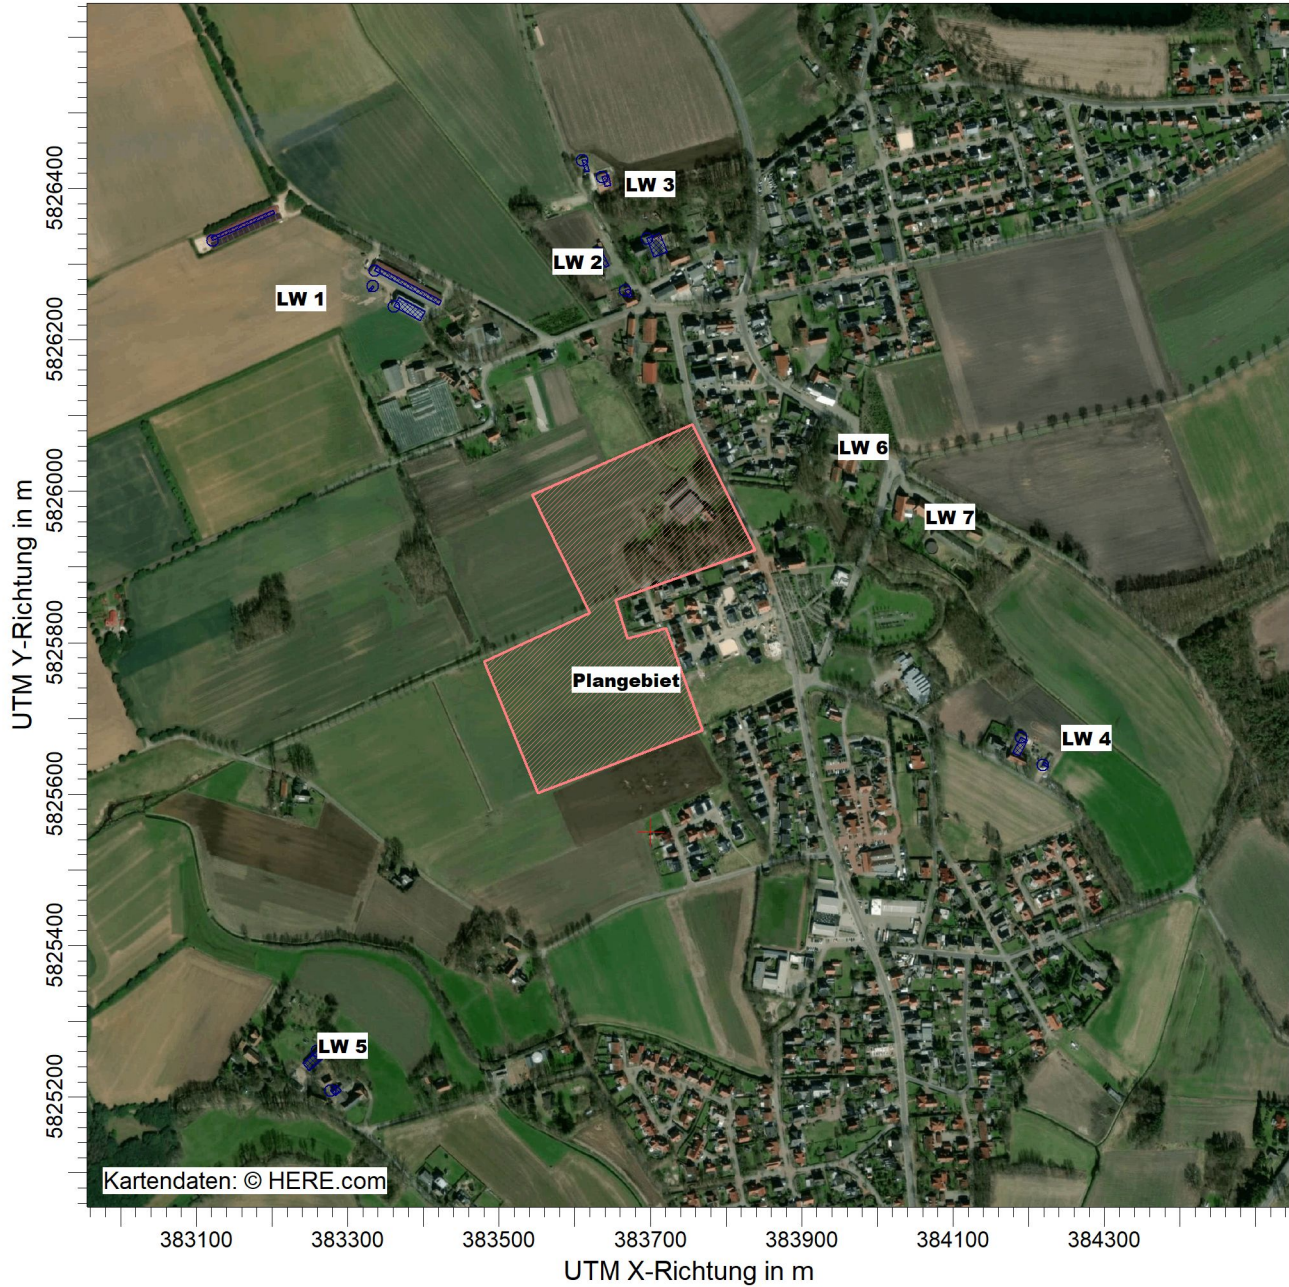 LW 3
LW 2
LW 1
LW 6
LW 7
Plangebiet
LW 4
LW 5
Kartendaten: © HERE.com
UTM Y-Richtung in m
5826400
5826200
5826000
5825800
5825600
5825400
5825200
383100
383300
383500
383700
383900
384100
384300
UTM X-Richtung in m